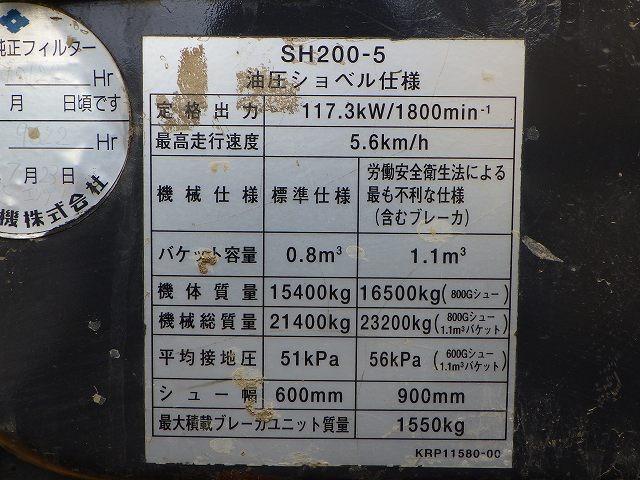 純正フィルター
Hr
月 日頃です
Hr
月 日
機株式会社
SH200-5
油圧ショベル仕様
定格出力 117.3kW/1800min⁻¹
最高走行速度 5.6km/h
機械仕様 標準仕様 労働安全衛生法による
最も不利な仕様
(含むブレーカ)
バケット容量 0.8m³ 1.1m³
機体質量 15400kg 16500kg(800Gシュー)
機械総質量 21400kg 23200kg(800Gシュー
1.1m³バケット)
平均接地圧 51kPa 56kPa (600Gシュー
1.1m³バケット)
シュー幅 600mm 900mm
最大積載ブレーカユニット質量 1550kg
KRP11580-00